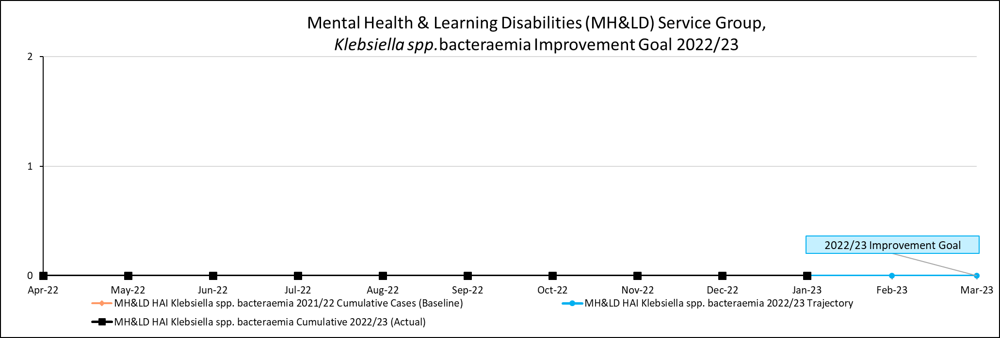 Mental Health & Learning Disabilities (MH&LD) Service Group,
Klebsiella spp. bacteraemia Improvement Goal 2022/23
2
1
0
2022/23 Improvement Goal
Apr-22 May-22 Jun-22 Jul-22 Aug-22 Sep-22 Oct-22 Nov-22 Dec-22 Jan-23 Feb-23 Mar-23
MH&LD HAI Klebsiella spp. bacteraemia 2021/22 Cumulative Cases (Baseline) MH&LD HAI Klebsiella spp. bacteraemia 2022/23 Trajectory
MH&LD HAI Klebsiella spp. bacteraemia Cumulative 2022/23 (Actual)